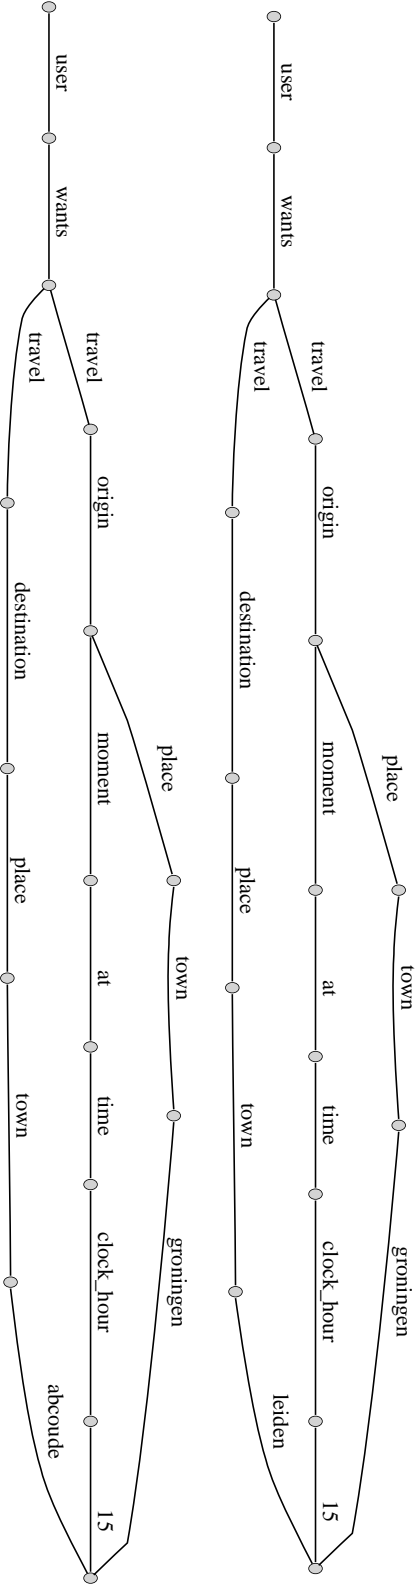 user
wants
travel
origin
place
town
groningen
moment
at
time
clock_hour
15
travel
destination
place
town
leiden
user
wants
travel
origin
place
town
groningen
moment
at
time
clock_hour
15
travel
destination
place
town
abcoude